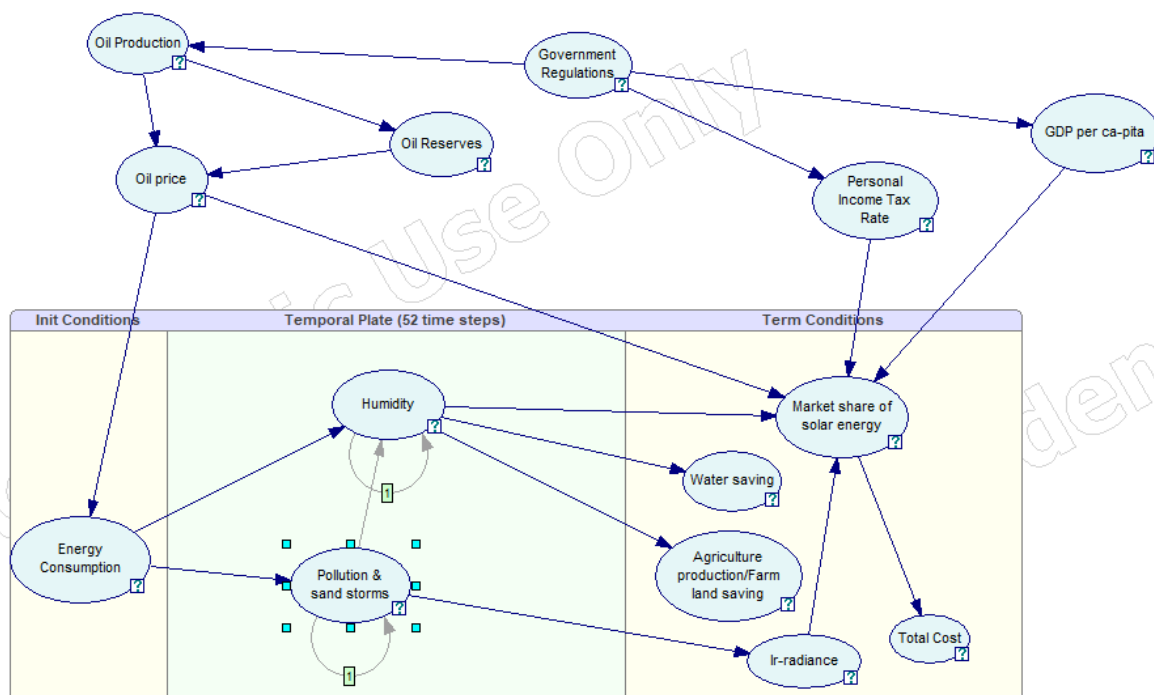 Oil Production
?
Government
Regulations
?
Oil Reserves
?
GDP per ca-pita
?
Oil price
?
Personal
Income Tax
Rate
?
Use Only
Init Conditions
Temporal Plate (52 time steps)
Term Conditions
Humidity
?
1
Market share of
solar energy
?
Water saving
?
Energy
Consumption
?
Pollution &
sand storms
?
1
Agriculture
production/Farm
land saving
?
Ir-radiance
?
Total Cost
?